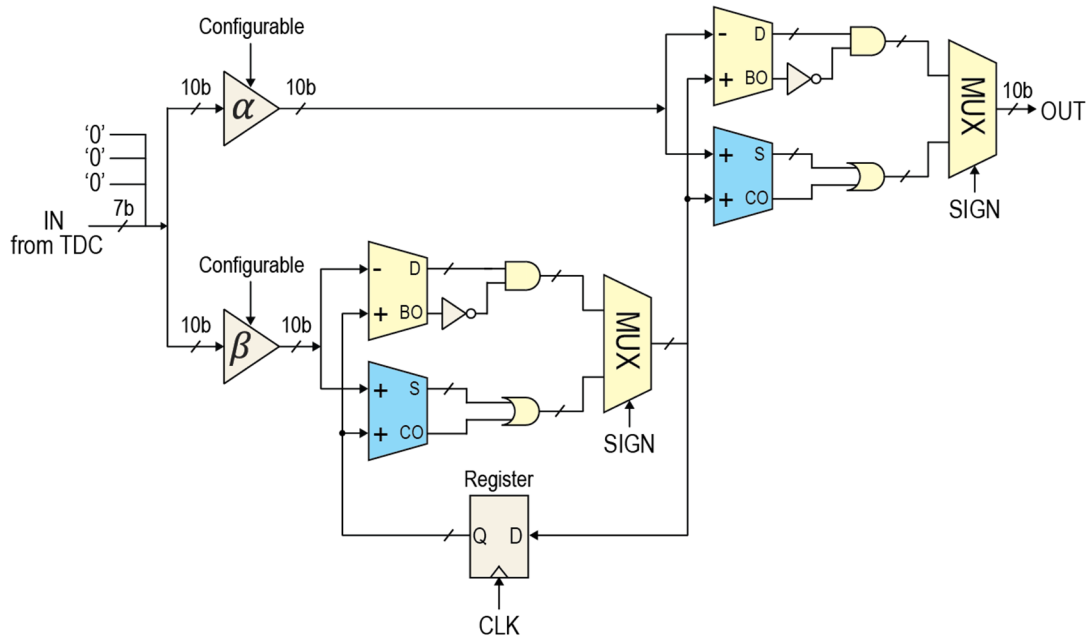 Configurable
10b
α
10b
-
D
+
BO
MUX
10b
OUT
SIGN
+
S
+
CO
'0'
'0'
'0'
7b
IN
from TDC
Configurable
10b
β
10b
-
D
+
BO
MUX
SIGN
+
S
+
CO
Register
Q
D
CLK